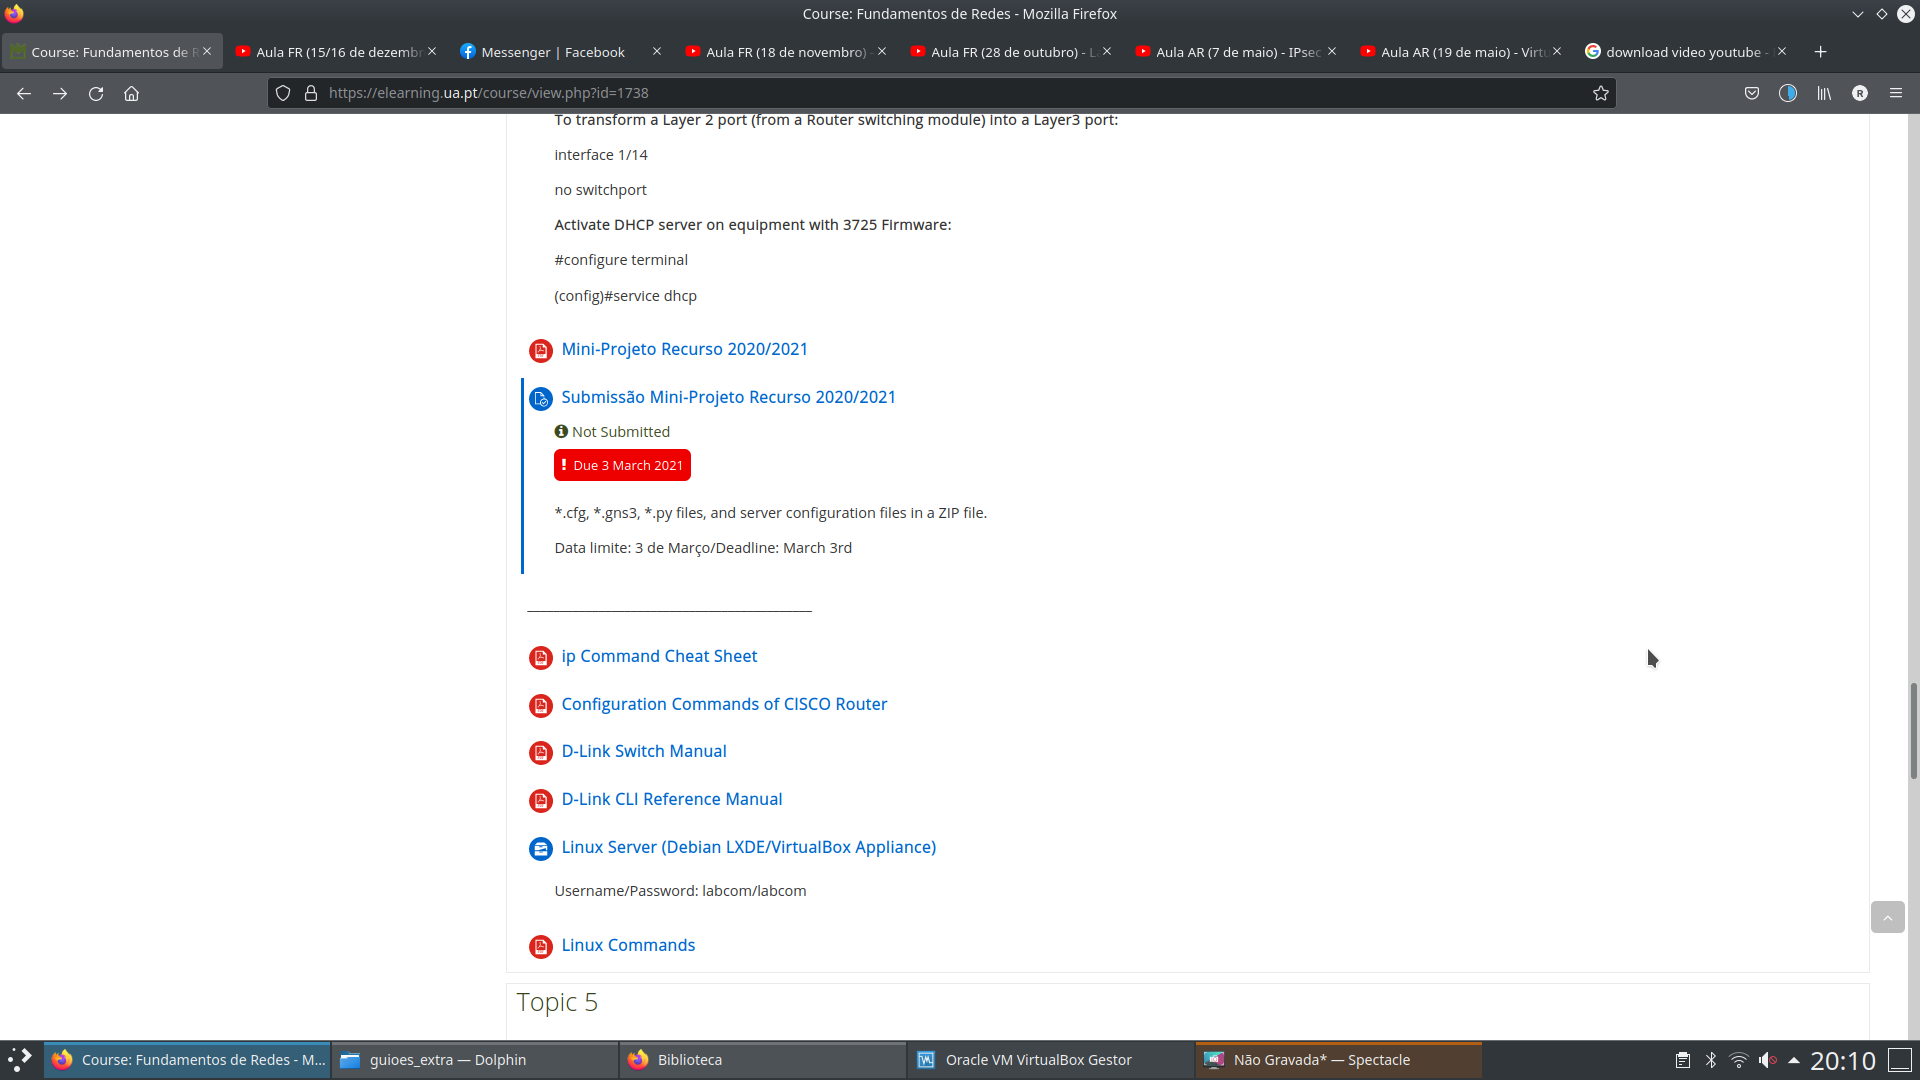 Course: Fundamentos de Redes - Mozilla Firefox
Course: Fundamentos de R
Aula FR (15/16 de dezemb
Messenger | Facebook
Aula FR (18 de novembro) -
Aula FR (28 de outubro) - L
Aula AR (7 de maio) - IPsec
Aula AR (19 de maio) - Virtu
download video youtube -
https://elearning.ua.pt/course/view.php?id=1738
R
To transform a Layer 2 port (from a Router switching module) into a Layer3 port:
interface 1/14
no switchport
Activate DHCP server on equipment with 3725 Firmware:
#configure terminal
(config)#service dhcp
Mini-Projeto Recurso 2020/2021
Submissão Mini-Projeto Recurso 2020/2021
Not Submitted
! Due 3 March 2021
*.cfg, *.gns3, *.py files, and server configuration files in a ZIP file.
Data limite: 3 de Março/Deadline: March 3rd
ip Command Cheat Sheet
Configuration Commands of CISCO Router
D-Link Switch Manual
D-Link CLI Reference Manual
Linux Server (Debian LXDE/VirtualBox Appliance)
Username/Password: labcom/labcom
Linux Commands
Topic 5
Course: Fundamentos de Redes - M...
guioes_extra — Dolphin
Biblioteca
Oracle VM VirtualBox Gestor
Não Gravada* — Spectacle
20:10